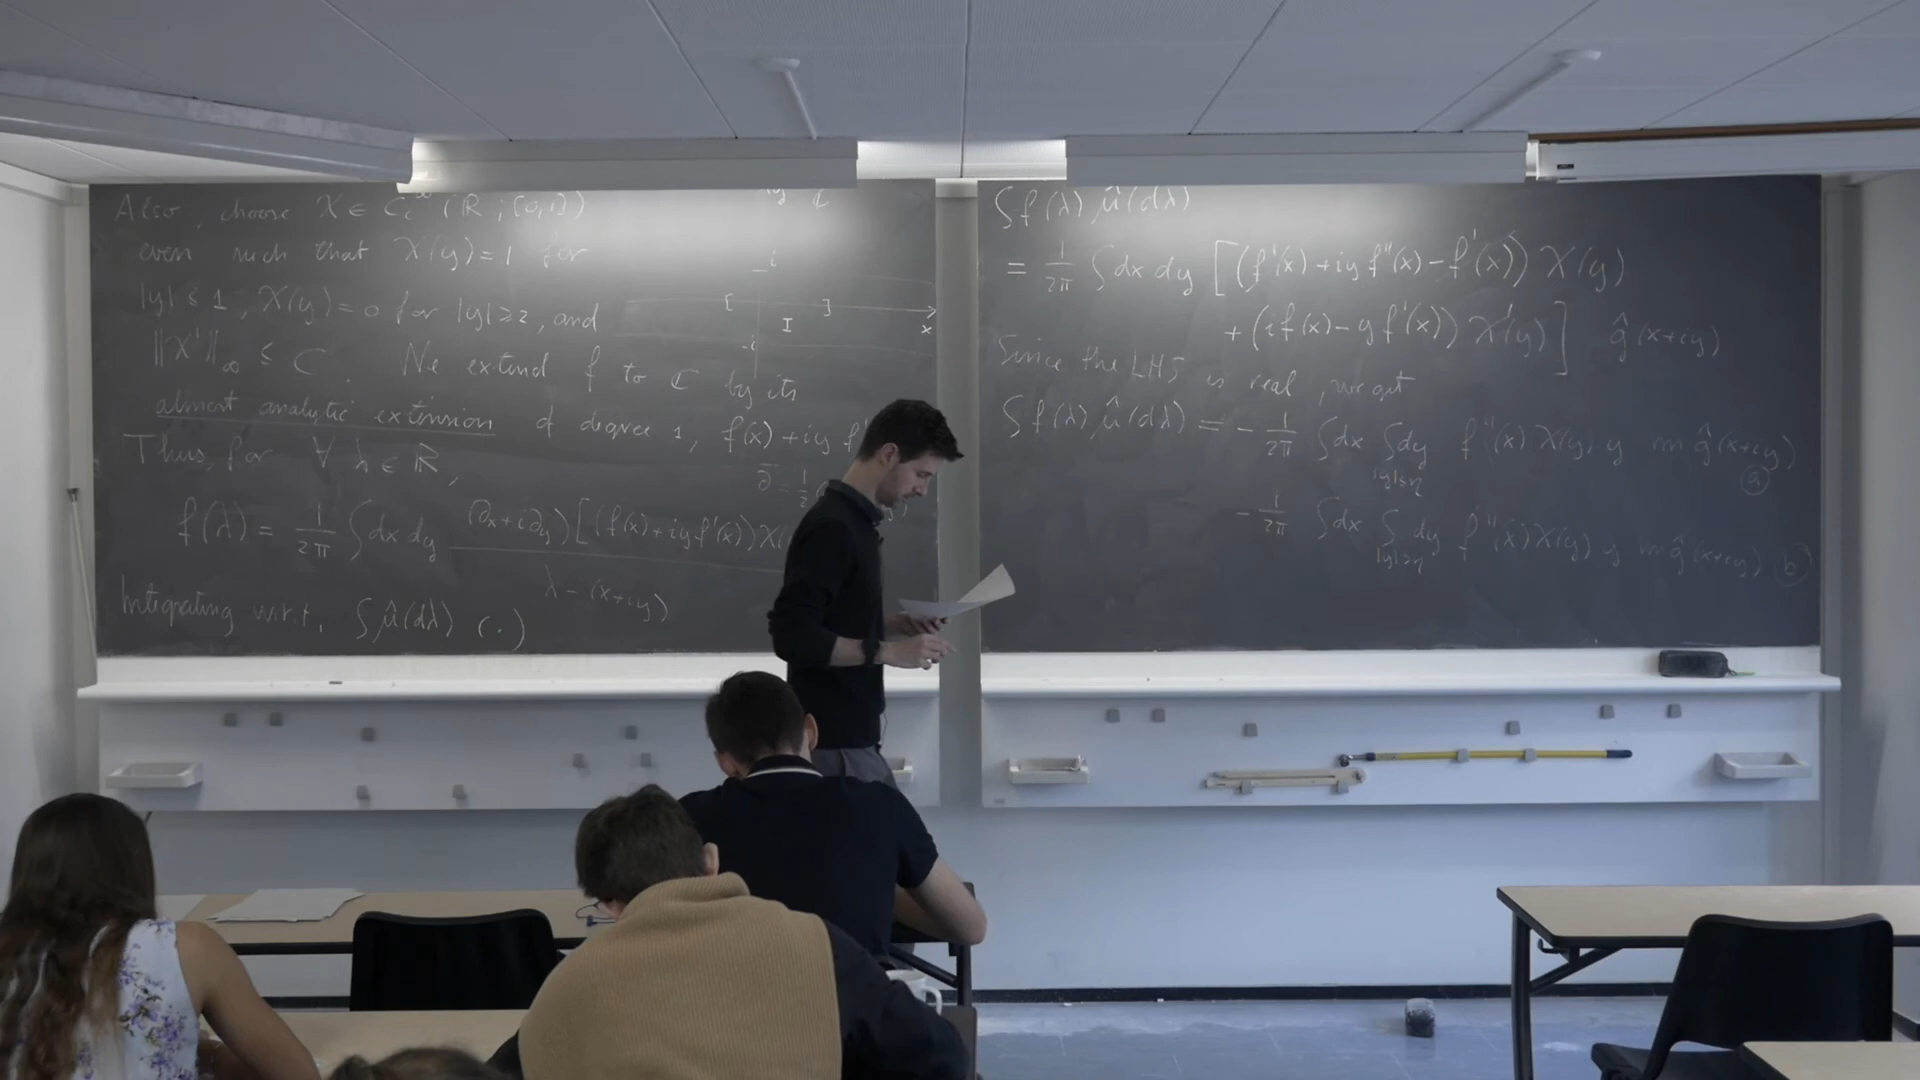 Also, choose χ ∈ C_c^∞ (ℝ ; [0,1])
even such that χ(y) = 1 for
|y| ≤ 1, χ(y) = 0 for |y| ≥ 2, and
‖χ'‖_∞ ≤ C. We extend f to ℂ by its
almost analytic extension of degree 1, f(x) + iy f'
Thus, for ∀ λ ∈ ℝ,
∂̄ = 1/2
f(λ) = 1/2π ∫ dx dy (∂x + i∂y) [(f(x) + iy f'(x)) χ(
λ − (x+iy)
Integrating w.r.t. ∫ μ̂(dλ) (·)
iy ℂ
i
[ ]
I
x
-i
∫ f(λ) μ̂(dλ)
= 1/2π ∫ dx dy [(f'(x) + iy f''(x) − f'(x)) χ(y)
+ (i f(x) − y f'(x)) χ'(y)] ĝ(x+iy)
Since the LHS is real, we get
∫ f(λ) μ̂(dλ) = − 1/2π ∫ dx ∫ dy f''(x) χ(y) y Im ĝ(x+iy)
|y|≤η (a)
− 1/2π ∫ dx ∫ dy f''(x) χ(y) y Im ĝ(x+iy) (b)
|y|>η